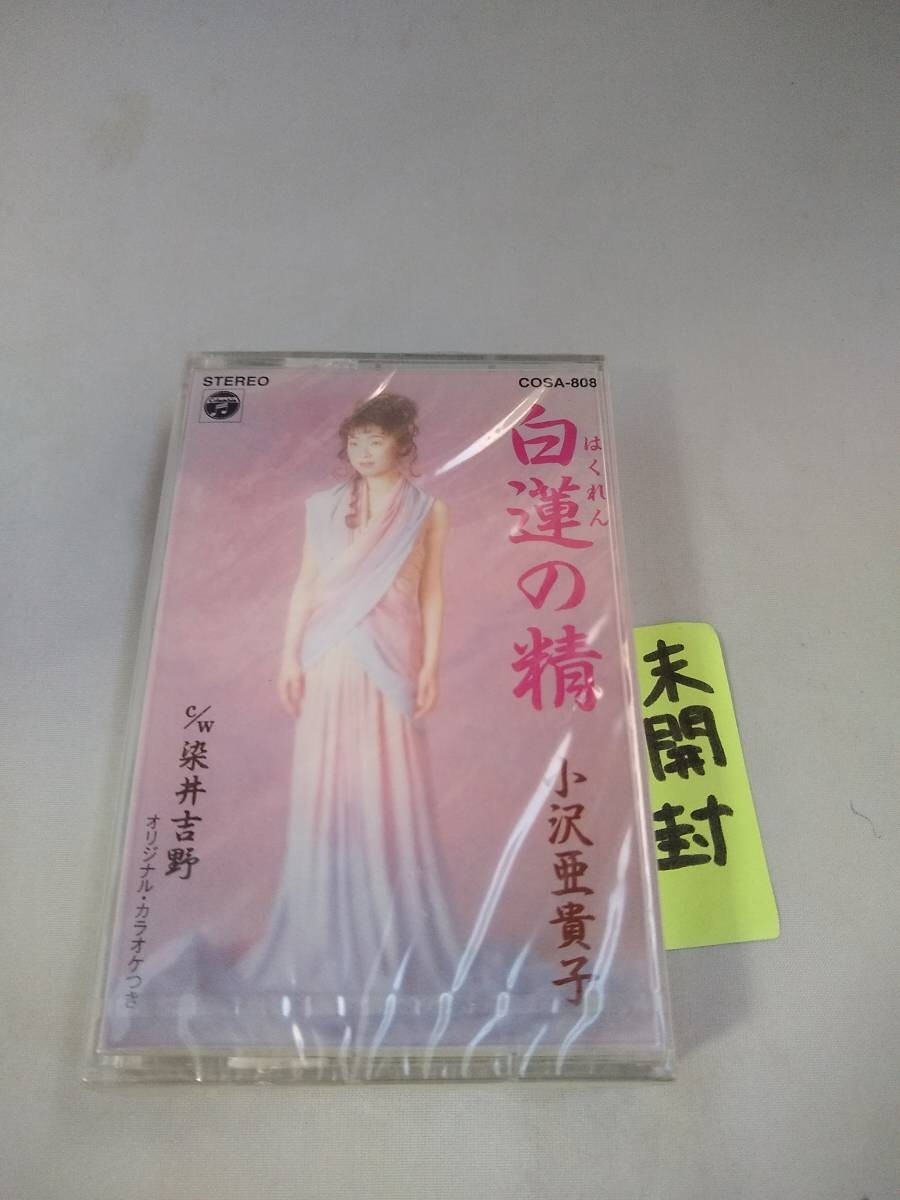 STEREO
COSA-808
白蓮の精
はくれん
小沢亜貴子
c/w 染井吉野
オリジナル・カラオケつき
未開封